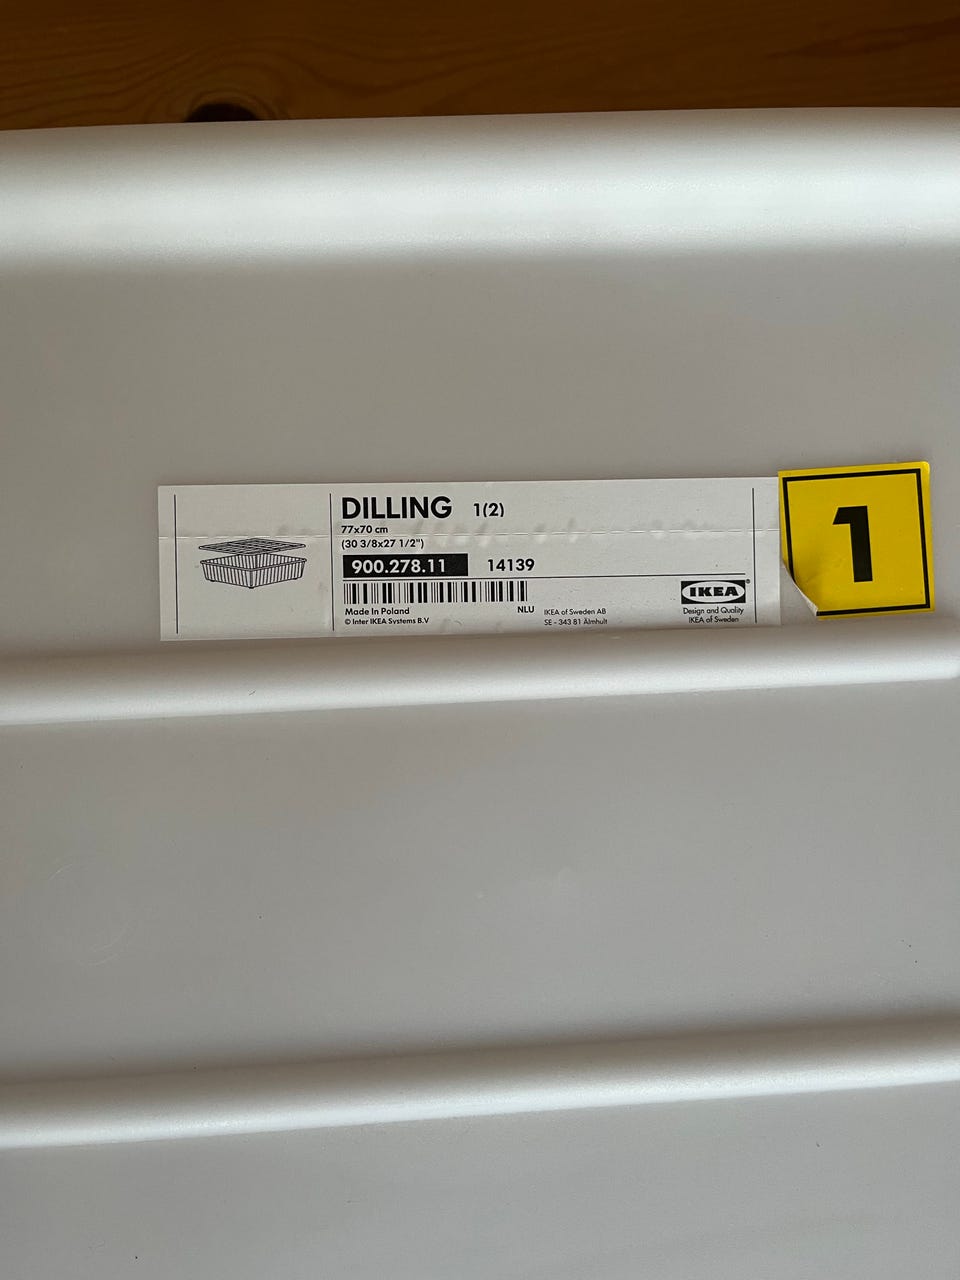 DILLING 1(2)
77x70 cm
(30 3/8x27 1/2")
900.278.11 14139
Made In Poland
© Inter IKEA Systems B.V
NLU
IKEA of Sweden AB
SE - 343 81 Älmhult
IKEA®
Design and Quality
IKEA of Sweden
1